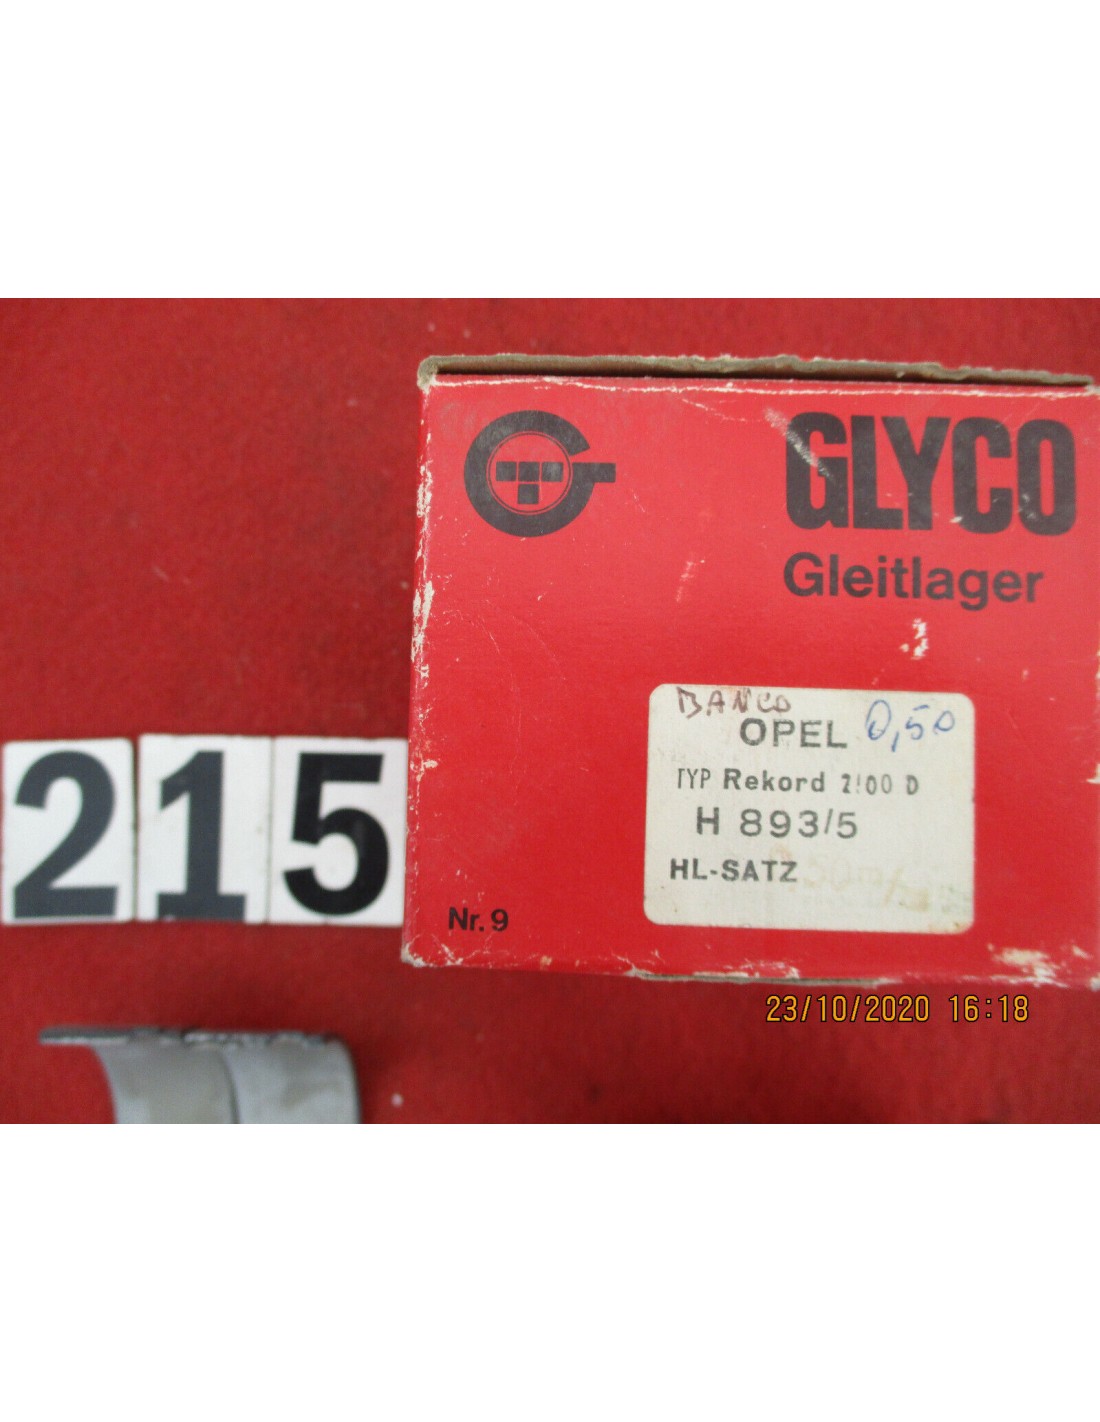 GLYCO
Gleitlager
BANCO
OPEL 0,50
TYP Rekord 2100 D
H 893/5
HL-SATZ
Nr. 9
215
23/10/2020 16:18